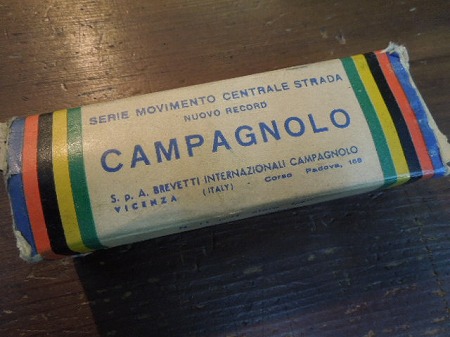 SERIE MOVIMENTO CENTRALE STRADA
NUOVO RECORD
CAMPAGNOLO
S. p. A. BREVETTI INTERNAZIONALI CAMPAGNOLO
VICENZA (ITALY) Corso Padova, 168